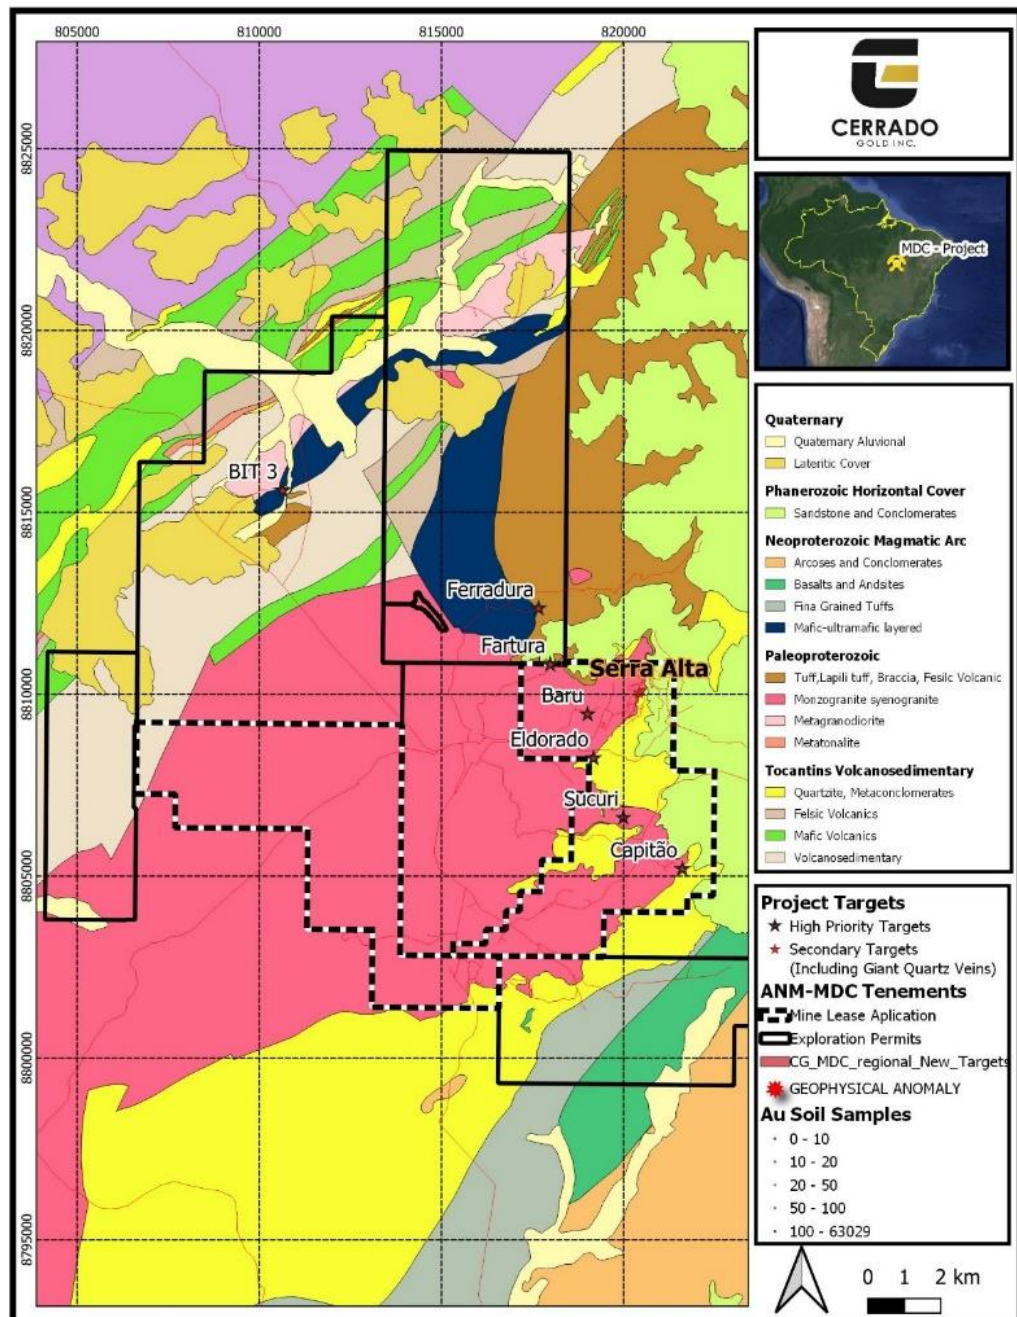 805000
810000
815000
820000
8825000
8820000
8815000
8810000
8805000
8800000
8795000
BIT 3
Ferradura
Fartura
Serra Alta
Baru
Eldorado
Sucuri
Capitão
CERRADO
GOLD INC.
MDC - Project
Quaternary
Quaternary Aluvional
Lateritic Cover
Phanerozoic Horizontal Cover
Sandstone and Conclomerates
Neoproterozoic Magmatic Arc
Arcoses and Conclomerates
Basalts and Andsites
Fina Grained Tuffs
Mafic-ultramafic layered
Paleoproterozoic
Tuff,Lapili tuff, Braccia, Fesilc Volcanic
Monzogranite syenogranite
Metagranodiorite
Metatonalite
Tocantins Volcanosedimentary
Quartzite, Metaconclomerates
Felsic Volcanics
Mafic Volcanics
Volcanosedimentary
Project Targets
High Priority Targets
Secondary Targets
(Including Giant Quartz Veins)
ANM-MDC Tenements
Mine Lease Aplication
Exploration Permits
CG_MDC_regional_New_Targets
GEOPHYSICAL ANOMALY
Au Soil Samples
0 - 10
10 - 20
20 - 50
50 - 100
100 - 63029
0 1 2 km